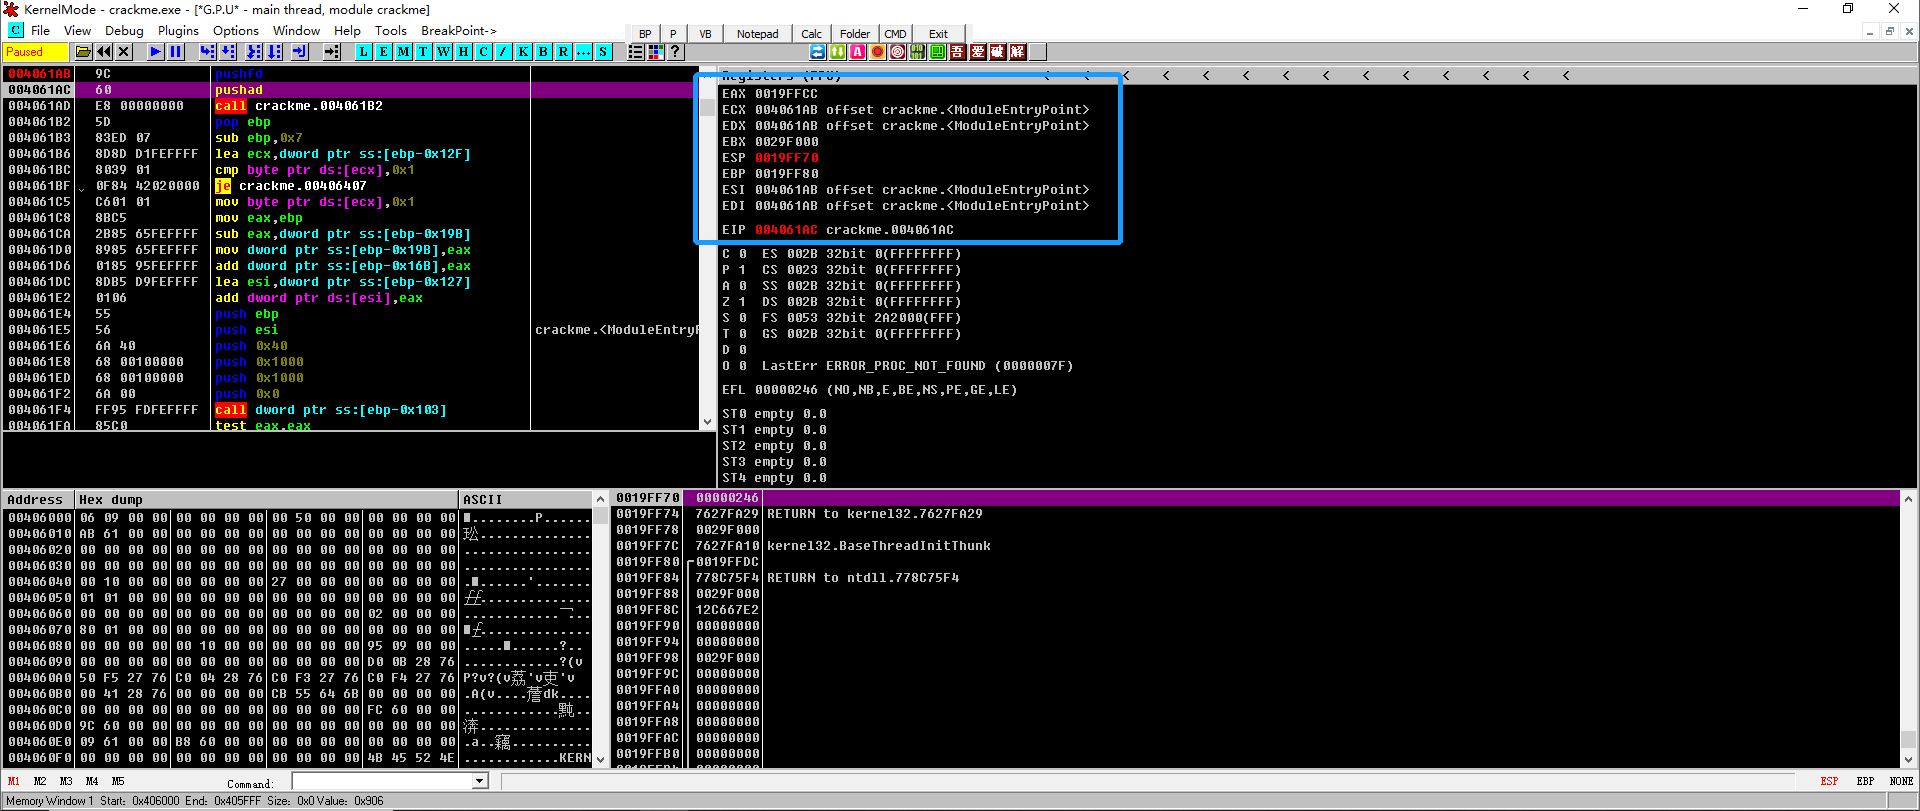 KernelMode - crackme.exe - [*G.P.U* - main thread, module crackme]
File View Debug Plugins Options Window Help Tools BreakPoint->
BP P VB Notepad Calc Folder CMD Exit
Paused
L E M T W H C / K B R ... S
吾 爱 破 解
004061AB 9C pushfd
004061AC 60 pushad
004061AD E8 00000000 call crackme.004061B2
004061B2 5D pop ebp
004061B3 83ED 07 sub ebp,0x7
004061B6 8D8D D1FEFFFF lea ecx,dword ptr ss:[ebp-0x12F]
004061BC 8039 01 cmp byte ptr ds:[ecx],0x1
004061BF 0F84 42020000 je crackme.00406407
004061C5 C601 01 mov byte ptr ds:[ecx],0x1
004061C8 8BC5 mov eax,ebp
004061CA 2B85 65FEFFFF sub eax,dword ptr ss:[ebp-0x19B]
004061D0 8985 65FEFFFF mov dword ptr ss:[ebp-0x19B],eax
004061D6 0185 95FEFFFF add dword ptr ss:[ebp-0x16B],eax
004061DC 8DB5 D9FEFFFF lea esi,dword ptr ss:[ebp-0x127]
004061E2 0106 add dword ptr ds:[esi],eax
004061E4 55 push ebp
004061E5 56 push esi crackme.<ModuleEntryP
004061E6 6A 40 push 0x40
004061E8 68 00100000 push 0x1000
004061ED 68 00100000 push 0x1000
004061F2 6A 00 push 0x0
004061F4 FF95 FDFEFFFF call dword ptr ss:[ebp-0x103]
004061FA 85C0 test eax,eax
Registers (FPU) < < < < < < < < < < < < < <
EAX 0019FFCC
ECX 004061AB offset crackme.<ModuleEntryPoint>
EDX 004061AB offset crackme.<ModuleEntryPoint>
EBX 0029F000
ESP 0019FF70
EBP 0019FF80
ESI 004061AB offset crackme.<ModuleEntryPoint>
EDI 004061AB offset crackme.<ModuleEntryPoint>
EIP 004061AC crackme.004061AC
C 0 ES 002B 32bit 0(FFFFFFFF)
P 1 CS 0023 32bit 0(FFFFFFFF)
A 0 SS 002B 32bit 0(FFFFFFFF)
Z 1 DS 002B 32bit 0(FFFFFFFF)
S 0 FS 0053 32bit 2A2000(FFF)
T 0 GS 002B 32bit 0(FFFFFFFF)
D 0
O 0 LastErr ERROR_PROC_NOT_FOUND (0000007F)
EFL 00000246 (NO,NB,E,BE,NS,PE,GE,LE)
ST0 empty 0.0
ST1 empty 0.0
ST2 empty 0.0
ST3 empty 0.0
ST4 empty 0.0
Address Hex dump ASCII
00406000 06 09 00 00 00 00 00 00 00 50 00 00 00 00 00 00 .........P......
00406010 AB 61 00 00 00 00 00 00 00 00 00 00 00 00 00 00
00406020 00 00 00 00 00 00 00 00 00 00 00 00 00 00 00 00 ................
00406030 00 00 00 00 00 00 00 00 00 00 00 00 00 00 00 00 ................
00406040 00 10 00 00 00 00 00 00 27 00 00 00 00 00 00 00
00406050 01 01 00 00 00 00 00 00 00 00 00 00 00 00 00 00
00406060 00 00 00 00 00 00 00 00 00 00 00 00 02 00 00 00
00406070 80 01 00 00 00 00 00 00 00 00 00 00 00 00 00 00
00406080 00 00 00 00 00 10 00 00 00 00 00 00 95 09 00 00
00406090 00 00 00 00 00 00 00 00 00 00 00 00 D0 0B 28 76 ............?(v
004060A0 50 F5 27 76 C0 04 28 76 C0 F3 27 76 C0 F4 27 76 P?v?(v荔'v吏'v
004060B0 00 41 28 76 00 00 00 00 CB 55 64 6B 00 00 00 00
004060C0 00 00 00 00 00 00 00 00 00 00 00 00 FC 60 00 00
004060D0 9C 60 00 00 00 00 00 00 00 00 00 00 00 00 00 00
004060E0 09 61 00 00 B8 60 00 00 00 00 00 00 00 00 00 00
004060F0 00 00 00 00 00 00 00 00 00 00 00 00 4B 45 52 4E ............KERN
0019FF70 00000246
0019FF74 7627FA29 RETURN to kernel32.7627FA29
0019FF78 0029F000
0019FF7C 7627FA10 kernel32.BaseThreadInitThunk
0019FF80 0019FFDC
0019FF84 778C75F4 RETURN to ntdll.778C75F4
0019FF88 0029F000
0019FF8C 12C667E2
0019FF90 00000000
0019FF94 00000000
0019FF98 0029F000
0019FF9C 00000000
0019FFA0 00000000
0019FFA4 00000000
0019FFA8 00000000
0019FFAC 00000000
0019FFB0 00000000
M1 M2 M3 M4 M5 Command: ESP EBP NONE
Memory Window 1 Start: 0x406000 End: 0x405FFF Size: 0x0 Value: 0x906